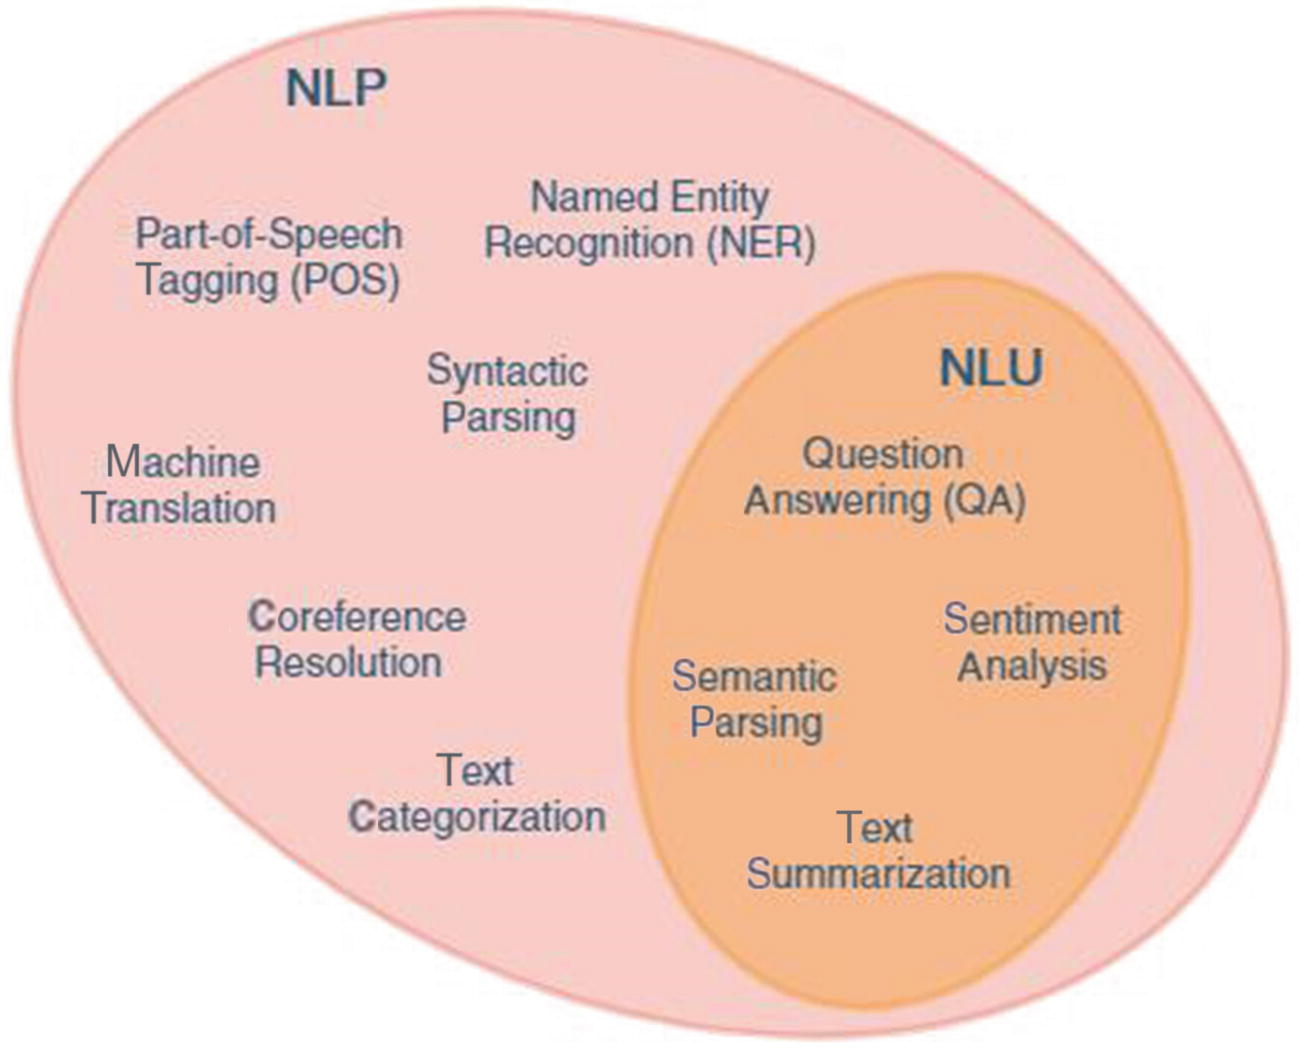 NLP
Part-of-Speech
Tagging (POS)
Named Entity
Recognition (NER)
Syntactic
Parsing
Machine
Translation
Coreference
Resolution
Text
Categorization
NLU
Question
Answering (QA)
Sentiment
Analysis
Semantic
Parsing
Text
Summarization